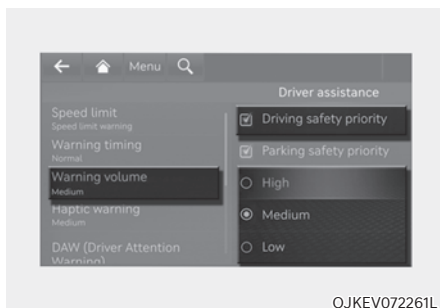 Menu
Driver assistance
Speed limit
Speed limit warning
Warning timing
Normal
Warning volume
Medium
Haptic warning
Medium
DAW (Driver Attention
Warning)
Driving safety priority
Parking safety priority
High
Medium
Low
OJKEV072261L